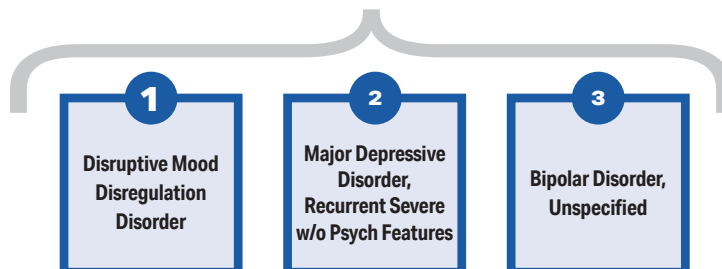 1
Disruptive Mood
Disregulation
Disorder
2
Major Depressive
Disorder,
Recurrent Severe
w/o Psych Features
3
Bipolar Disorder,
Unspecified